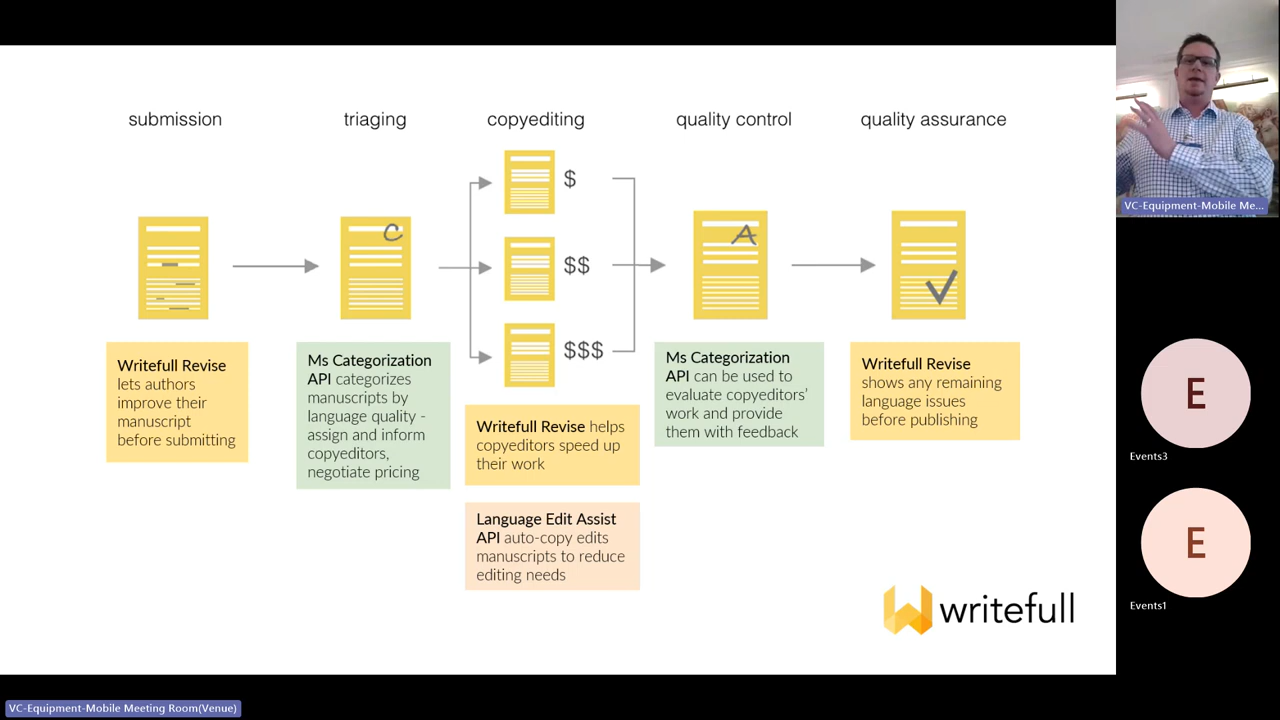 submission
triaging
copyediting
quality control
quality assurance
C
$
$$
$$$
A
Writefull Revise
lets authors
improve their
manuscript
before submitting
Ms Categorization
API categorizes
manuscripts by
language quality -
assign and inform
copyeditors,
negotiate pricing
Writefull Revise helps
copyeditors speed up
their work
Language Edit Assist
API auto-copy edits
manuscripts to reduce
editing needs
Ms Categorization
API can be used to
evaluate copyeditors'
work and provide
them with feedback
Writefull Revise
shows any remaining
language issues
before publishing
writefull
VC-Equipment-Mobile Me...
E
Events3
E
Events1
VC-Equipment-Mobile Meeting Room(Venue)